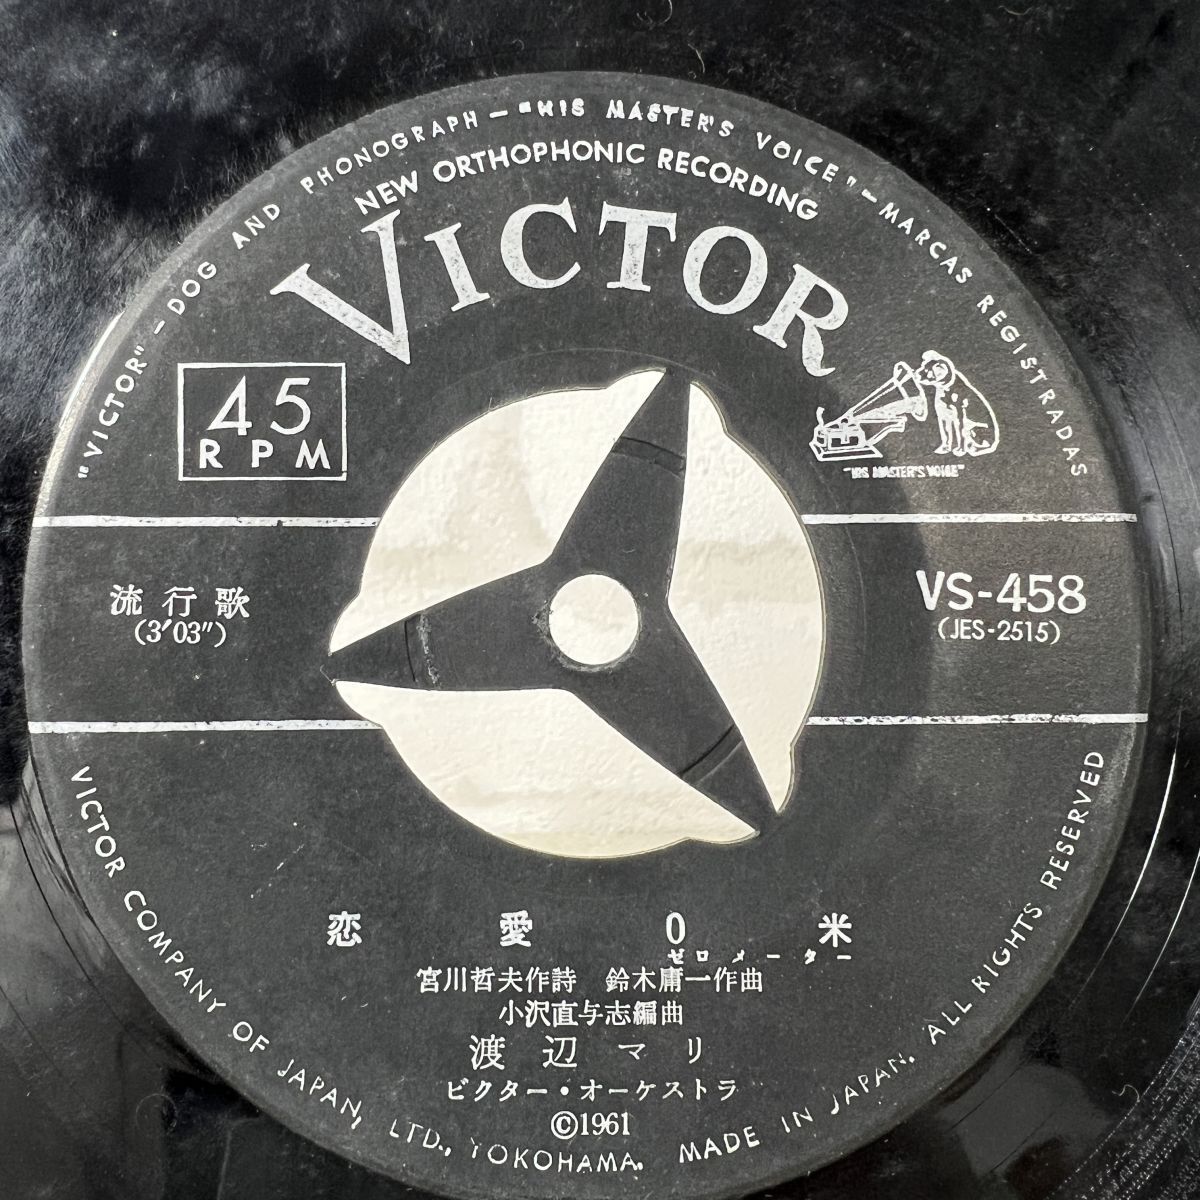 "VICTOR" — DOG AND PHONOGRAPH — "HIS MASTER'S VOICE" — MARCAS REGISTRADAS
NEW ORTHOPHONIC RECORDING
VICTOR
45
RPM
"HIS MASTER'S VOICE"
流行歌
(3'03")
VS-458
(JES-2515)
恋愛0米
ゼロメーター
宮川哲夫作詩 鈴木庸一作曲
小沢直与志編曲
渡辺マリ
ビクター・オーケストラ
©1961
VICTOR COMPANY OF JAPAN, LTD., YOKOHAMA. MADE IN JAPAN. ALL RIGHTS RESERVED